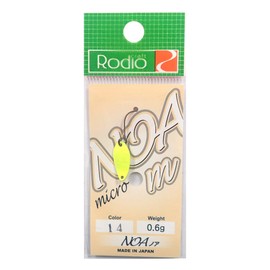 Rodio
NOA
micro m
Color Weight
14 0.6g
NOA
MADE IN JAPAN